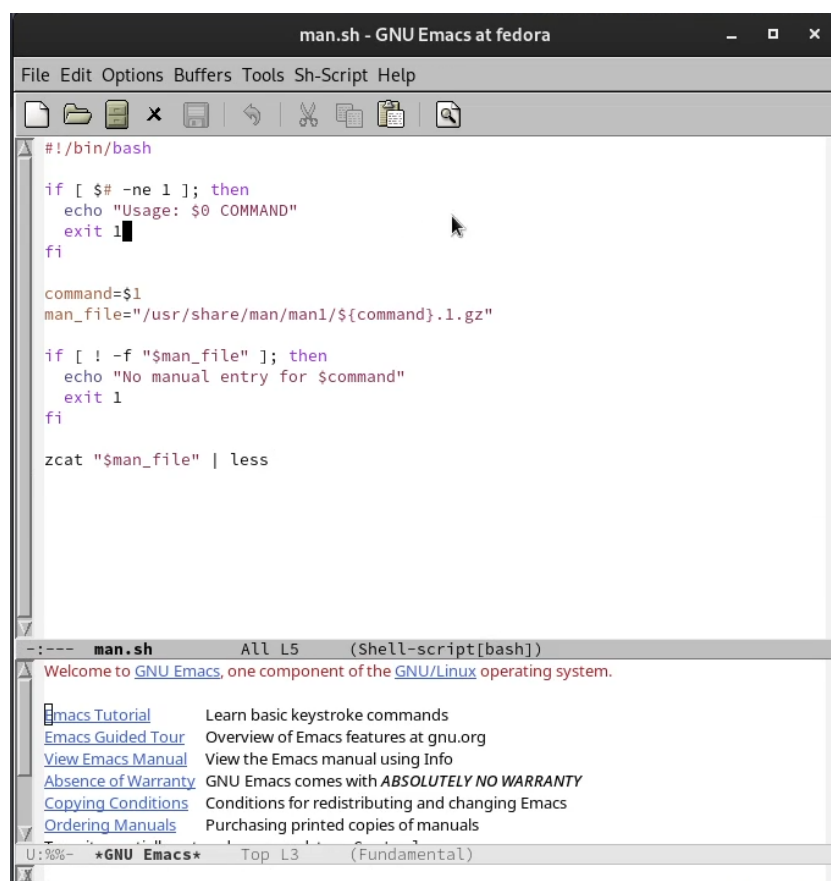 man.sh - GNU Emacs at fedora
File Edit Options Buffers Tools Sh-Script Help
#!/bin/bash
if [ $# -ne 1 ]; then
echo "Usage: $0 COMMAND"
exit 1
fi
command=$1
man_file="/usr/share/man/man1/${command}.1.gz"
if [ ! -f "$man_file" ]; then
echo "No manual entry for $command"
exit 1
fi
zcat "$man_file" | less
-:--- man.sh All L5 (Shell-script[bash])
Welcome to GNU Emacs, one component of the GNU/Linux operating system.
Emacs Tutorial Learn basic keystroke commands
Emacs Guided Tour Overview of Emacs features at gnu.org
View Emacs Manual View the Emacs manual using Info
Absence of Warranty GNU Emacs comes with ABSOLUTELY NO WARRANTY
Copying Conditions Conditions for redistributing and changing Emacs
Ordering Manuals Purchasing printed copies of manuals
U:%%- *GNU Emacs* Top L3 (Fundamental)